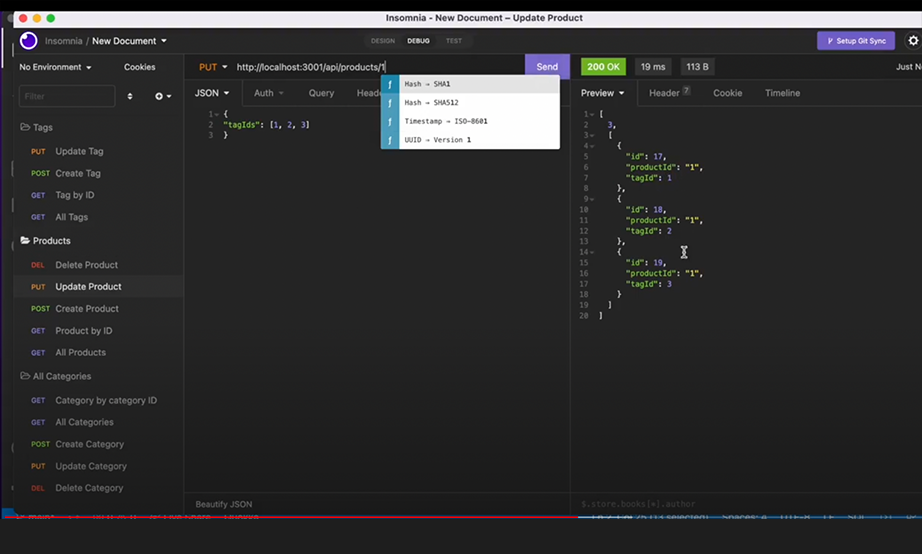 Insomnia - New Document – Update Product
Insomnia / New Document
DESIGN DEBUG TEST
Setup Git Sync
No Environment Cookies
Filter
Tags
PUT Update Tag
POST Create Tag
GET Tag by ID
GET All Tags
Products
DEL Delete Product
PUT Update Product
POST Create Product
GET Product by ID
GET All Products
All Categories
GET Category by category ID
GET All Categories
POST Create Category
PUT Update Category
DEL Delete Category
PUT http://localhost:3001/api/products/1 Send
JSON Auth Query Heade
ƒ Hash → SHA1
ƒ Hash → SHA512
ƒ Timestamp → ISO-8601
ƒ UUID → Version 1
1 {
2 "tagIds": [1, 2, 3]
3 }
Beautify JSON
200 OK 19 ms 113 B Just No
Preview Header 7 Cookie Timeline
1 [
2 3,
3 [
4 {
5 "id": 17,
6 "productId": "1",
7 "tagId": 1
8 },
9 {
10 "id": 18,
11 "productId": "1",
12 "tagId": 2
13 },
14 {
15 "id": 19,
16 "productId": "1",
17 "tagId": 3
18 }
19 ]
20 ]
$.store.books[*].author